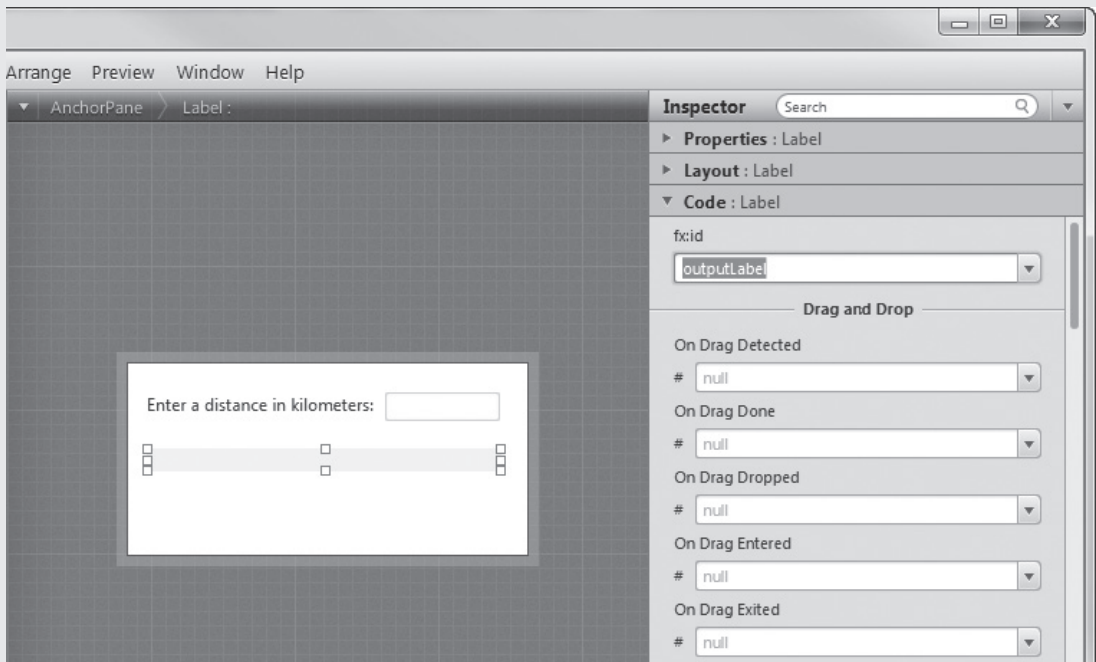 Arrange Preview Window Help
AnchorPane Label :
Inspector Search
Properties : Label
Layout : Label
Code : Label
fx:id
outputLabel
Drag and Drop
On Drag Detected
# null
On Drag Done
# null
On Drag Dropped
# null
On Drag Entered
# null
On Drag Exited
# null
Enter a distance in kilometers: